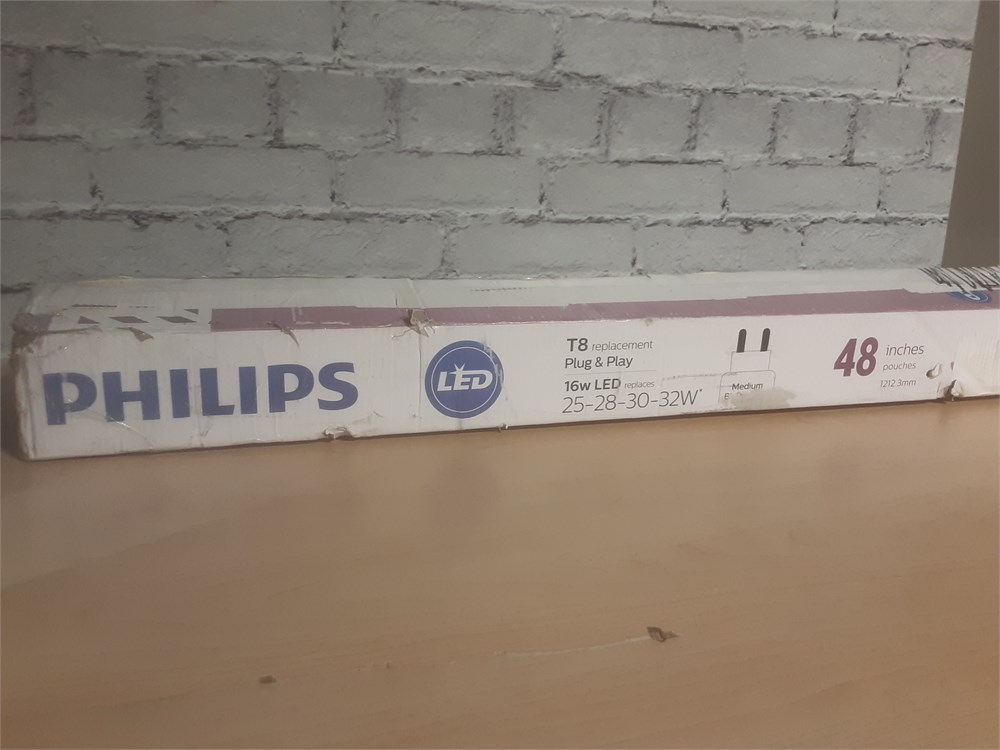 PHILIPS
LED
T8 replacement
Plug & Play
16w LED replaces
25-28-30-32W*
Medium
48 inches
pouches
1212.3mm